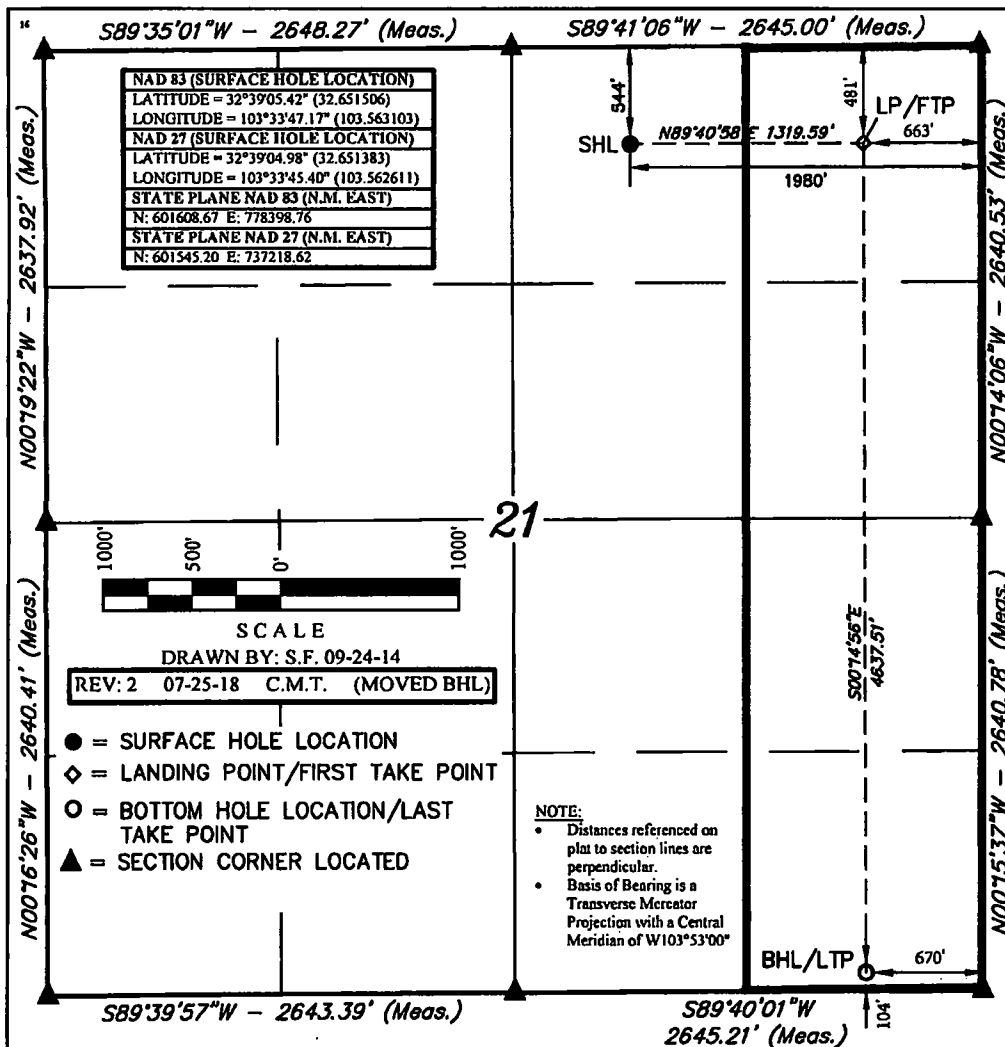 16
S89°35'01"W - 2648.27' (Meas.)
S89°41'06"W - 2645.00' (Meas.)
NAD 83 (SURFACE HOLE LOCATION)
LATITUDE = 32°39'05.42" (32.651506)
LONGITUDE = 103°33'47.17" (103.563103)
NAD 27 (SURFACE HOLE LOCATION)
LATITUDE = 32°39'04.98" (32.651383)
LONGITUDE = 103°33'45.40" (103.562611)
STATE PLANE NAD 83 (N.M. EAST)
N: 601608.67 E: 778398.76
STATE PLANE NAD 27 (N.M. EAST)
N: 601545.20 E: 737218.62
544'
481'
LP/FTP
SHL
N89°40'58"E 1319.59'
663'
1980'
N00°19'22"W - 2637.92' (Meas.)
N00°14'06"W - 2640.53' (Meas.)
21
1000'
500'
0'
1000'
SCALE
DRAWN BY: S.F. 09-24-14
REV: 2 07-25-18 C.M.T. (MOVED BHL)
● = SURFACE HOLE LOCATION
◇ = LANDING POINT/FIRST TAKE POINT
○ = BOTTOM HOLE LOCATION/LAST
TAKE POINT
▲ = SECTION CORNER LOCATED
N00°16'26"W - 2640.41' (Meas.)
S00°14'56"E
4637.51'
N00°15'37"W - 2640.78' (Meas.)
NOTE:
• Distances referenced on
plat to section lines are
perpendicular.
• Basis of Bearing is a
Transverse Mercator
Projection with a Central
Meridian of W103°53'00"
BHL/LTP
670'
104'
S89°39'57"W - 2643.39' (Meas.)
S89°40'01"W
2645.21' (Meas.)